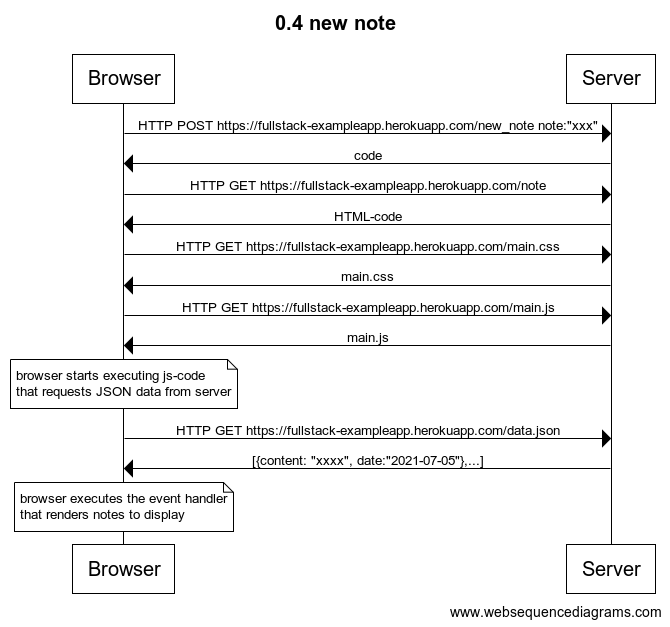 0.4 new note
Browser
Server
HTTP POST https://fullstack-exampleapp.herokuapp.com/new_note note:"xxx"
code
HTTP GET https://fullstack-exampleapp.herokuapp.com/note
HTML-code
HTTP GET https://fullstack-exampleapp.herokuapp.com/main.css
main.css
HTTP GET https://fullstack-exampleapp.herokuapp.com/main.js
main.js
browser starts executing js-code
that requests JSON data from server
HTTP GET https://fullstack-exampleapp.herokuapp.com/data.json
[{content: "xxxx", date:"2021-07-05"},...]
browser executes the event handler
that renders notes to display
Browser
Server
www.websequencediagrams.com